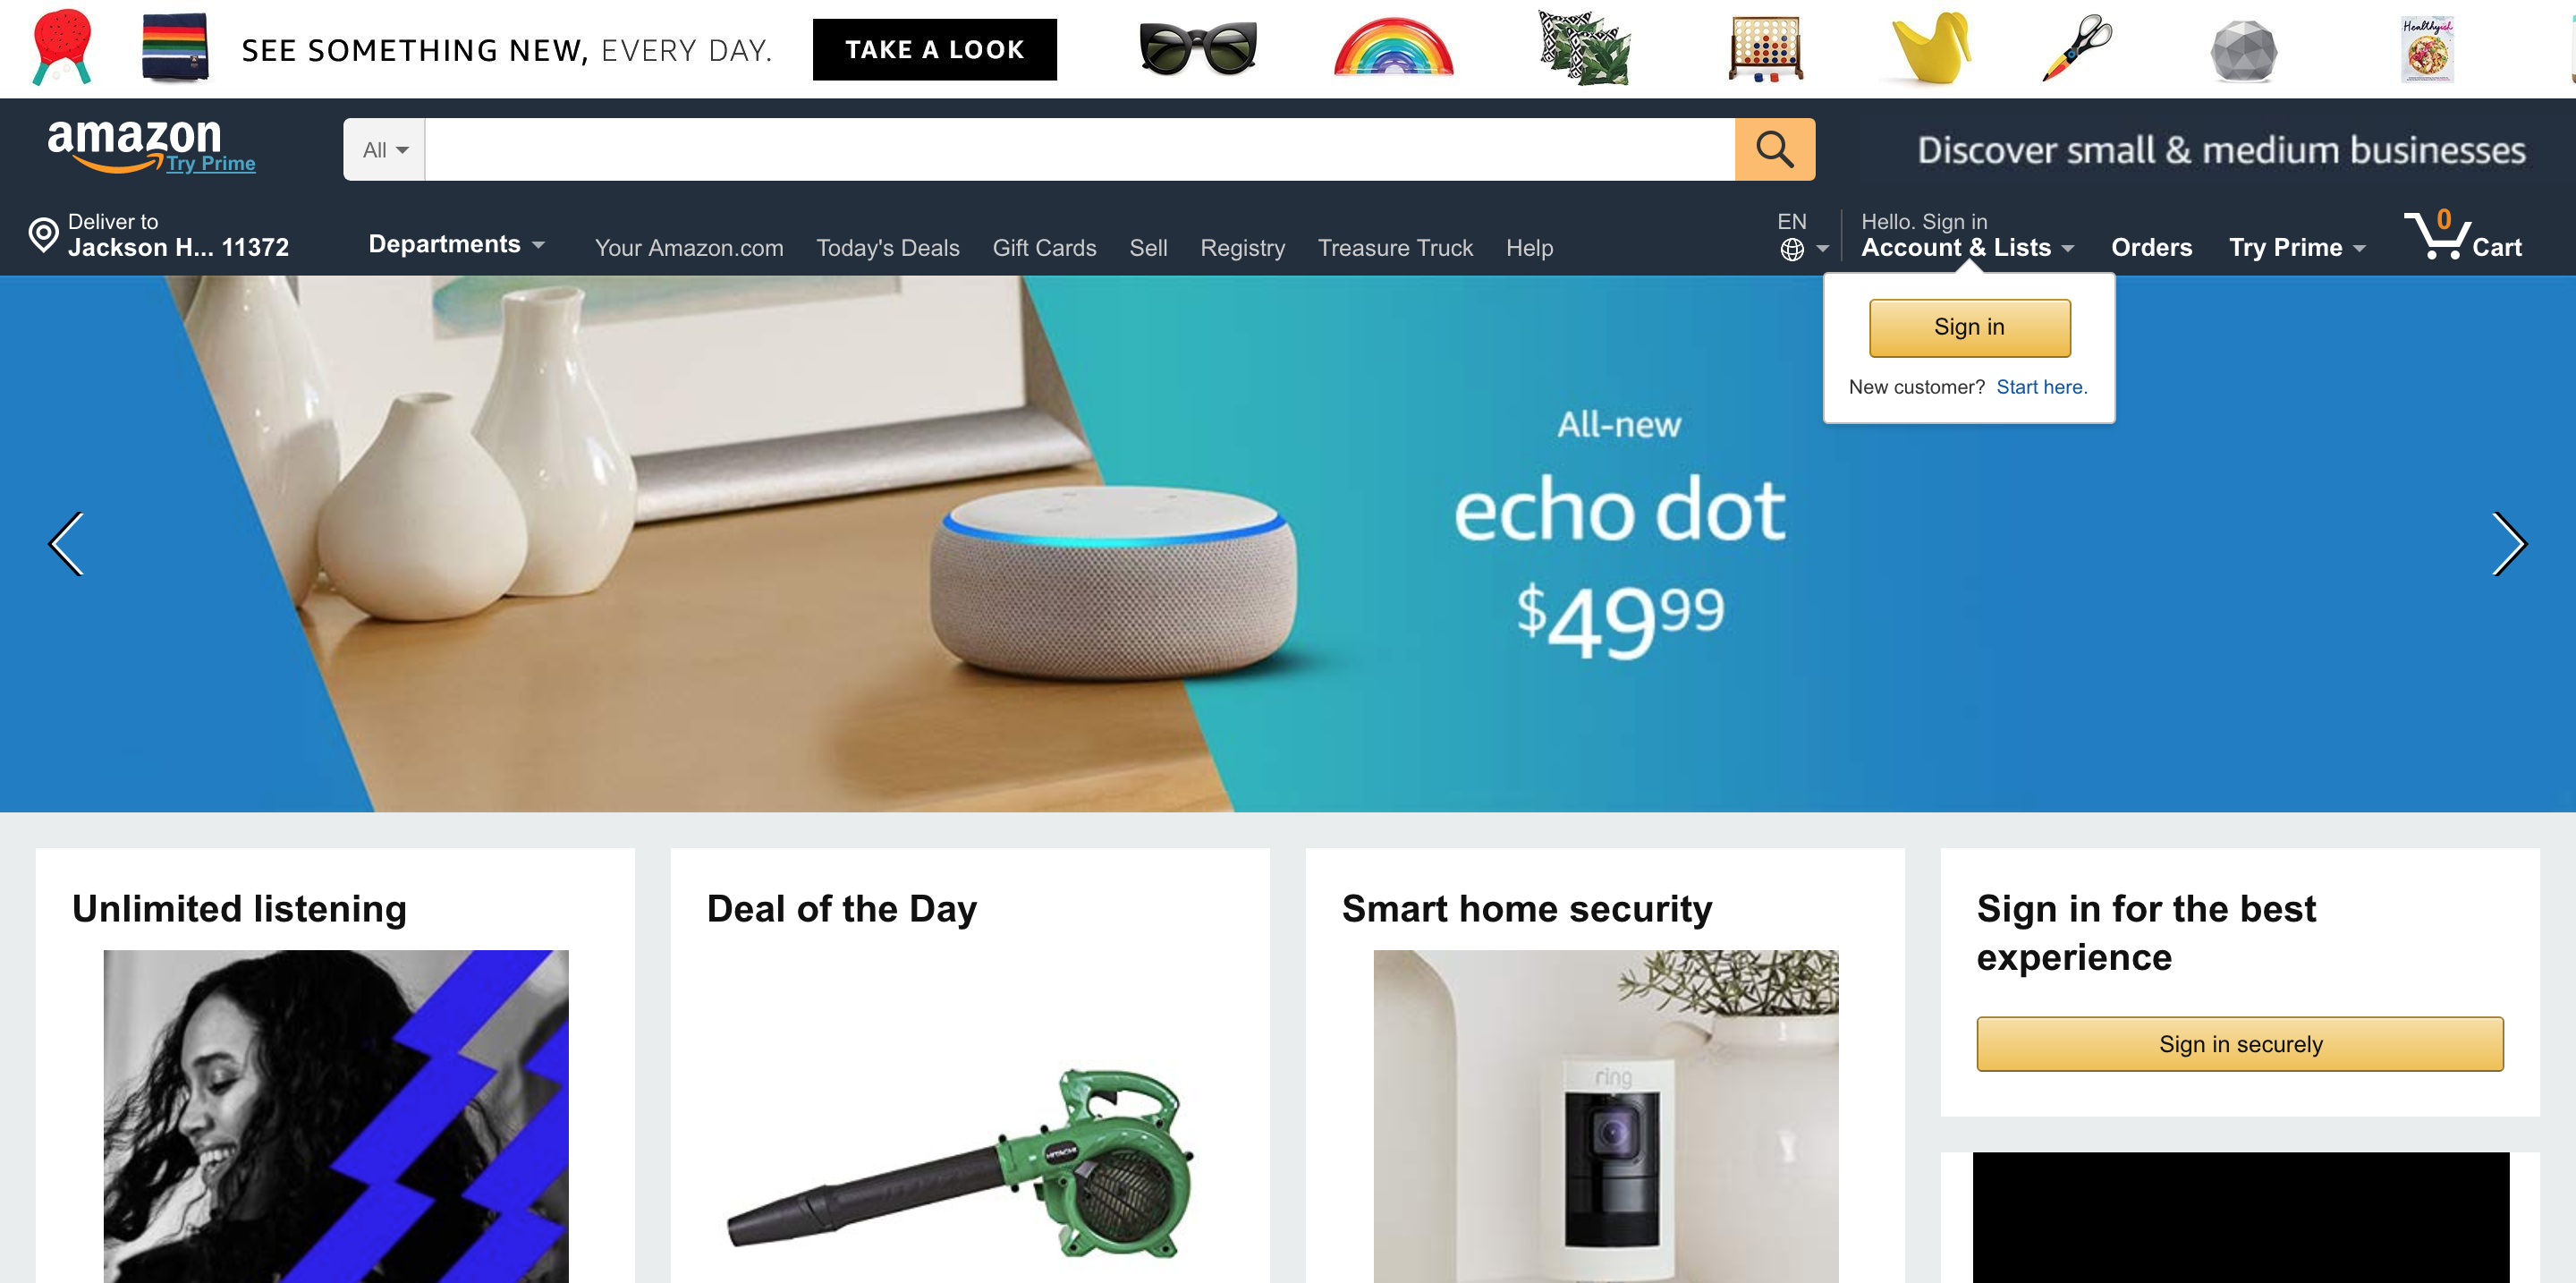 SEE SOMETHING NEW, EVERY DAY.
TAKE A LOOK
Healthyish
amazon
Try Prime
All
Discover small & medium businesses
Deliver to
Jackson H... 11372
Departments
Your Amazon.com
Today's Deals
Gift Cards
Sell
Registry
Treasure Truck
Help
EN
Hello. Sign in
Account & Lists
Orders
Try Prime
0
Cart
Sign in
New customer? Start here.
All-new
echo dot
$49 99
Unlimited listening
Deal of the Day
Smart home security
Sign in for the best
experience
Sign in securely
HITACHI
ring